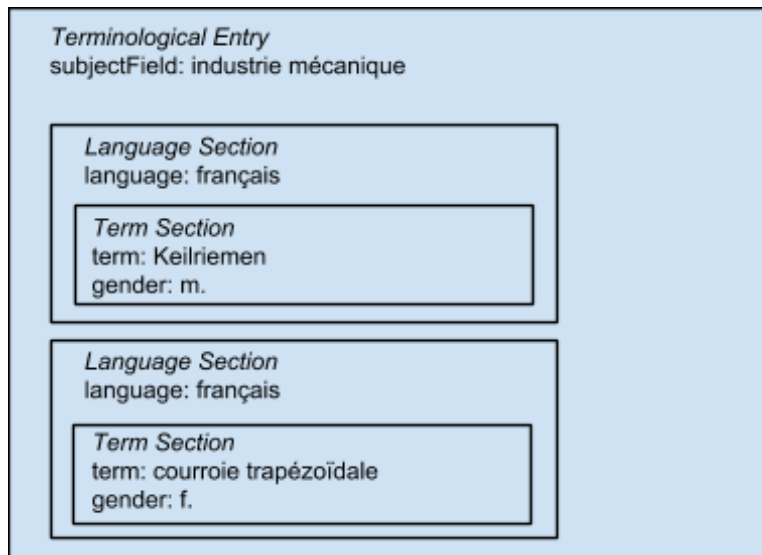 Terminological Entry
subjectField: industrie mécanique
Language Section
language: français
Term Section
term: Keilriemen
gender: m.
Language Section
language: français
Term Section
term: courroie trapézoïdale
gender: f.